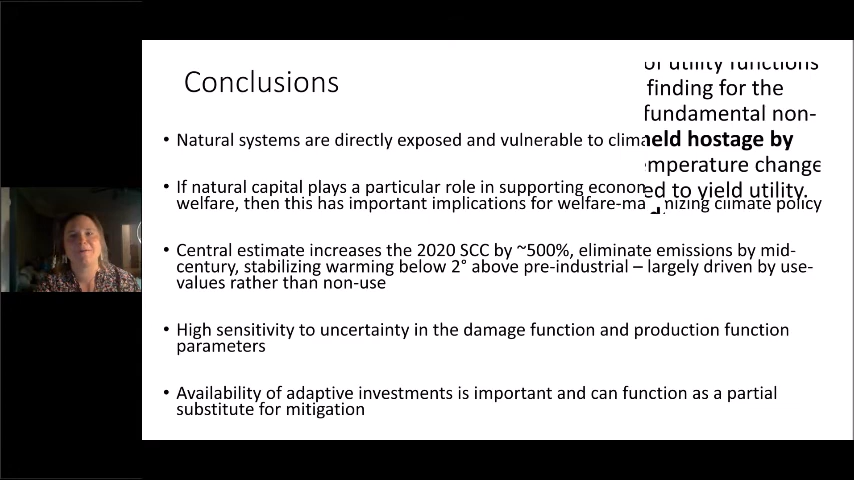 Conclusions
of utility functions
finding for the
fundamental non-
held hostage by
emperature change
ed to yield utility.
• Natural systems are directly exposed and vulnerable to clima
• If natural capital plays a particular role in supporting econom
welfare, then this has important implications for welfare-ma nizing climate policy
• Central estimate increases the 2020 SCC by ~500%, eliminate emissions by mid-
century, stabilizing warming below 2° above pre-industrial – largely driven by use-
values rather than non-use
• High sensitivity to uncertainty in the damage function and production function
parameters
• Availability of adaptive investments is important and can function as a partial
substitute for mitigation